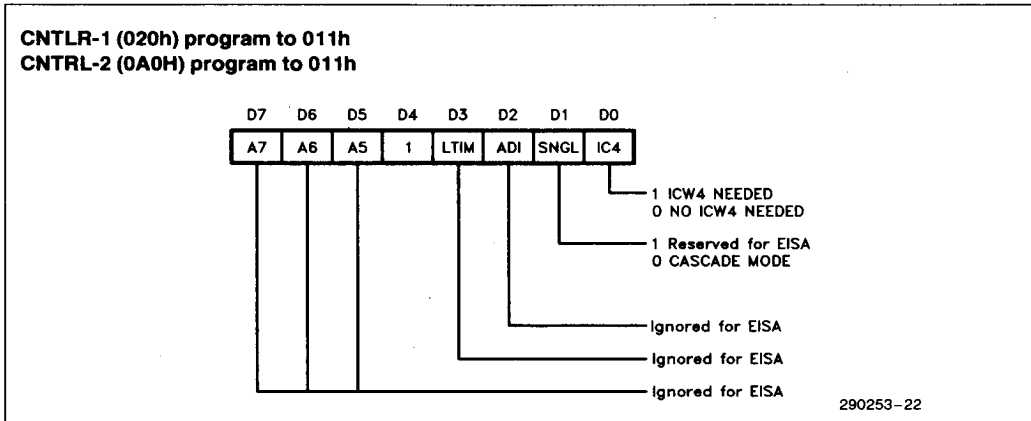 CNTLR-1 (020h) program to 011h
CNTRL-2 (0A0H) program to 011h
D7 D6 D5 D4 D3 D2 D1 D0
A7 A6 A5 1 LTIM ADI SNGL IC4
1 ICW4 NEEDED
0 NO ICW4 NEEDED
1 Reserved for EISA
0 CASCADE MODE
Ignored for EISA
Ignored for EISA
Ignored for EISA
290253-22